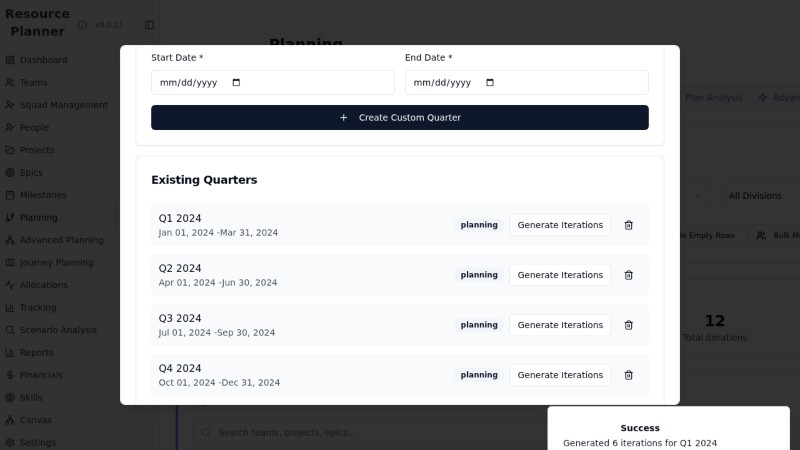 Resource
Planner
v0.0.21
Dashboard
Teams
Squad Management
People
Projects
Epics
Milestones
Planning
Advanced Planning
Journey Planning
Allocations
Tracking
Scenario Analysis
Reports
Financials
Skills
Canvas
Settings
Planning
Start Date * End Date *
mm/dd/yyyy mm/dd/yyyy
Create Custom Quarter
Existing Quarters
Q1 2024
Jan 01, 2024 -Mar 31, 2024
planning Generate Iterations
Q2 2024
Apr 01, 2024 -Jun 30, 2024
planning Generate Iterations
Q3 2024
Jul 01, 2024 -Sep 30, 2024
planning Generate Iterations
Q4 2024
Oct 01, 2024 -Dec 31, 2024
planning Generate Iterations
Plan Analysis
All Divisions
Empty Rows Bulk
12
Total Iterations
Search teams, projects, epics...
Success
Generated 6 iterations for Q1 2024